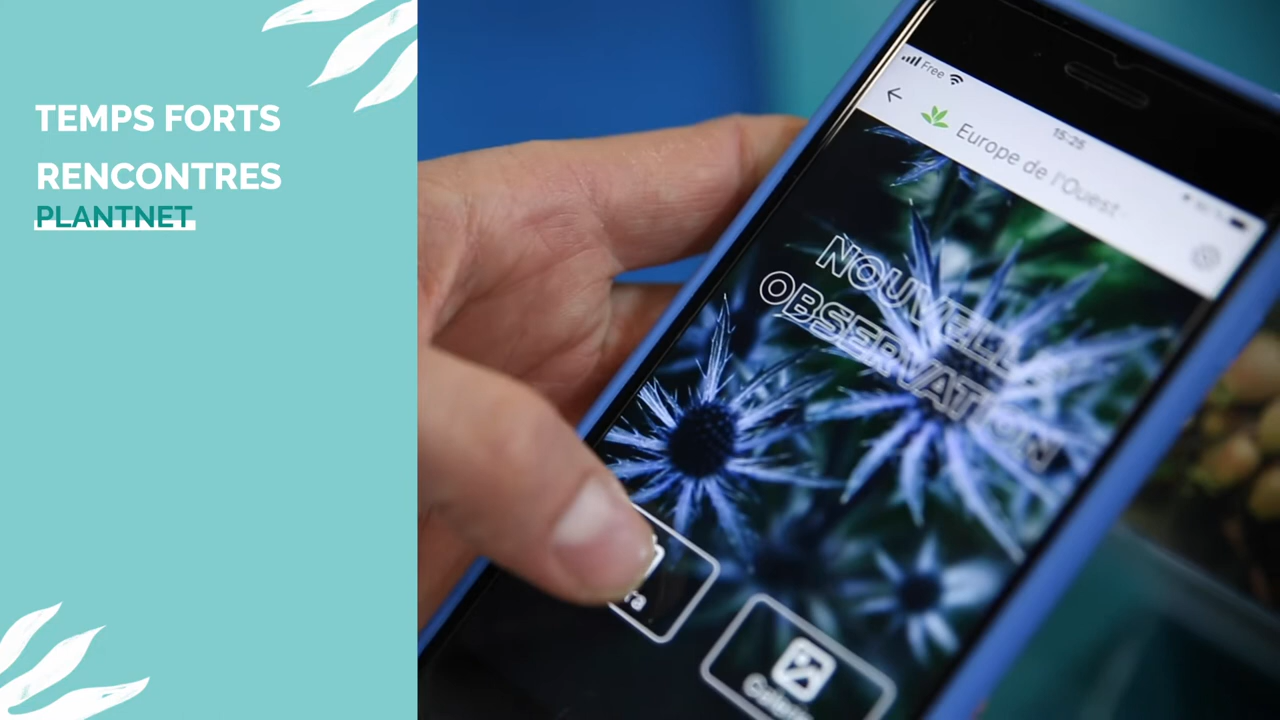 TEMPS FORTS
RENCONTRES
PLANTNET
Free
15:25
Europe de l'Ouest
NOUVELLE
OBSERVATION